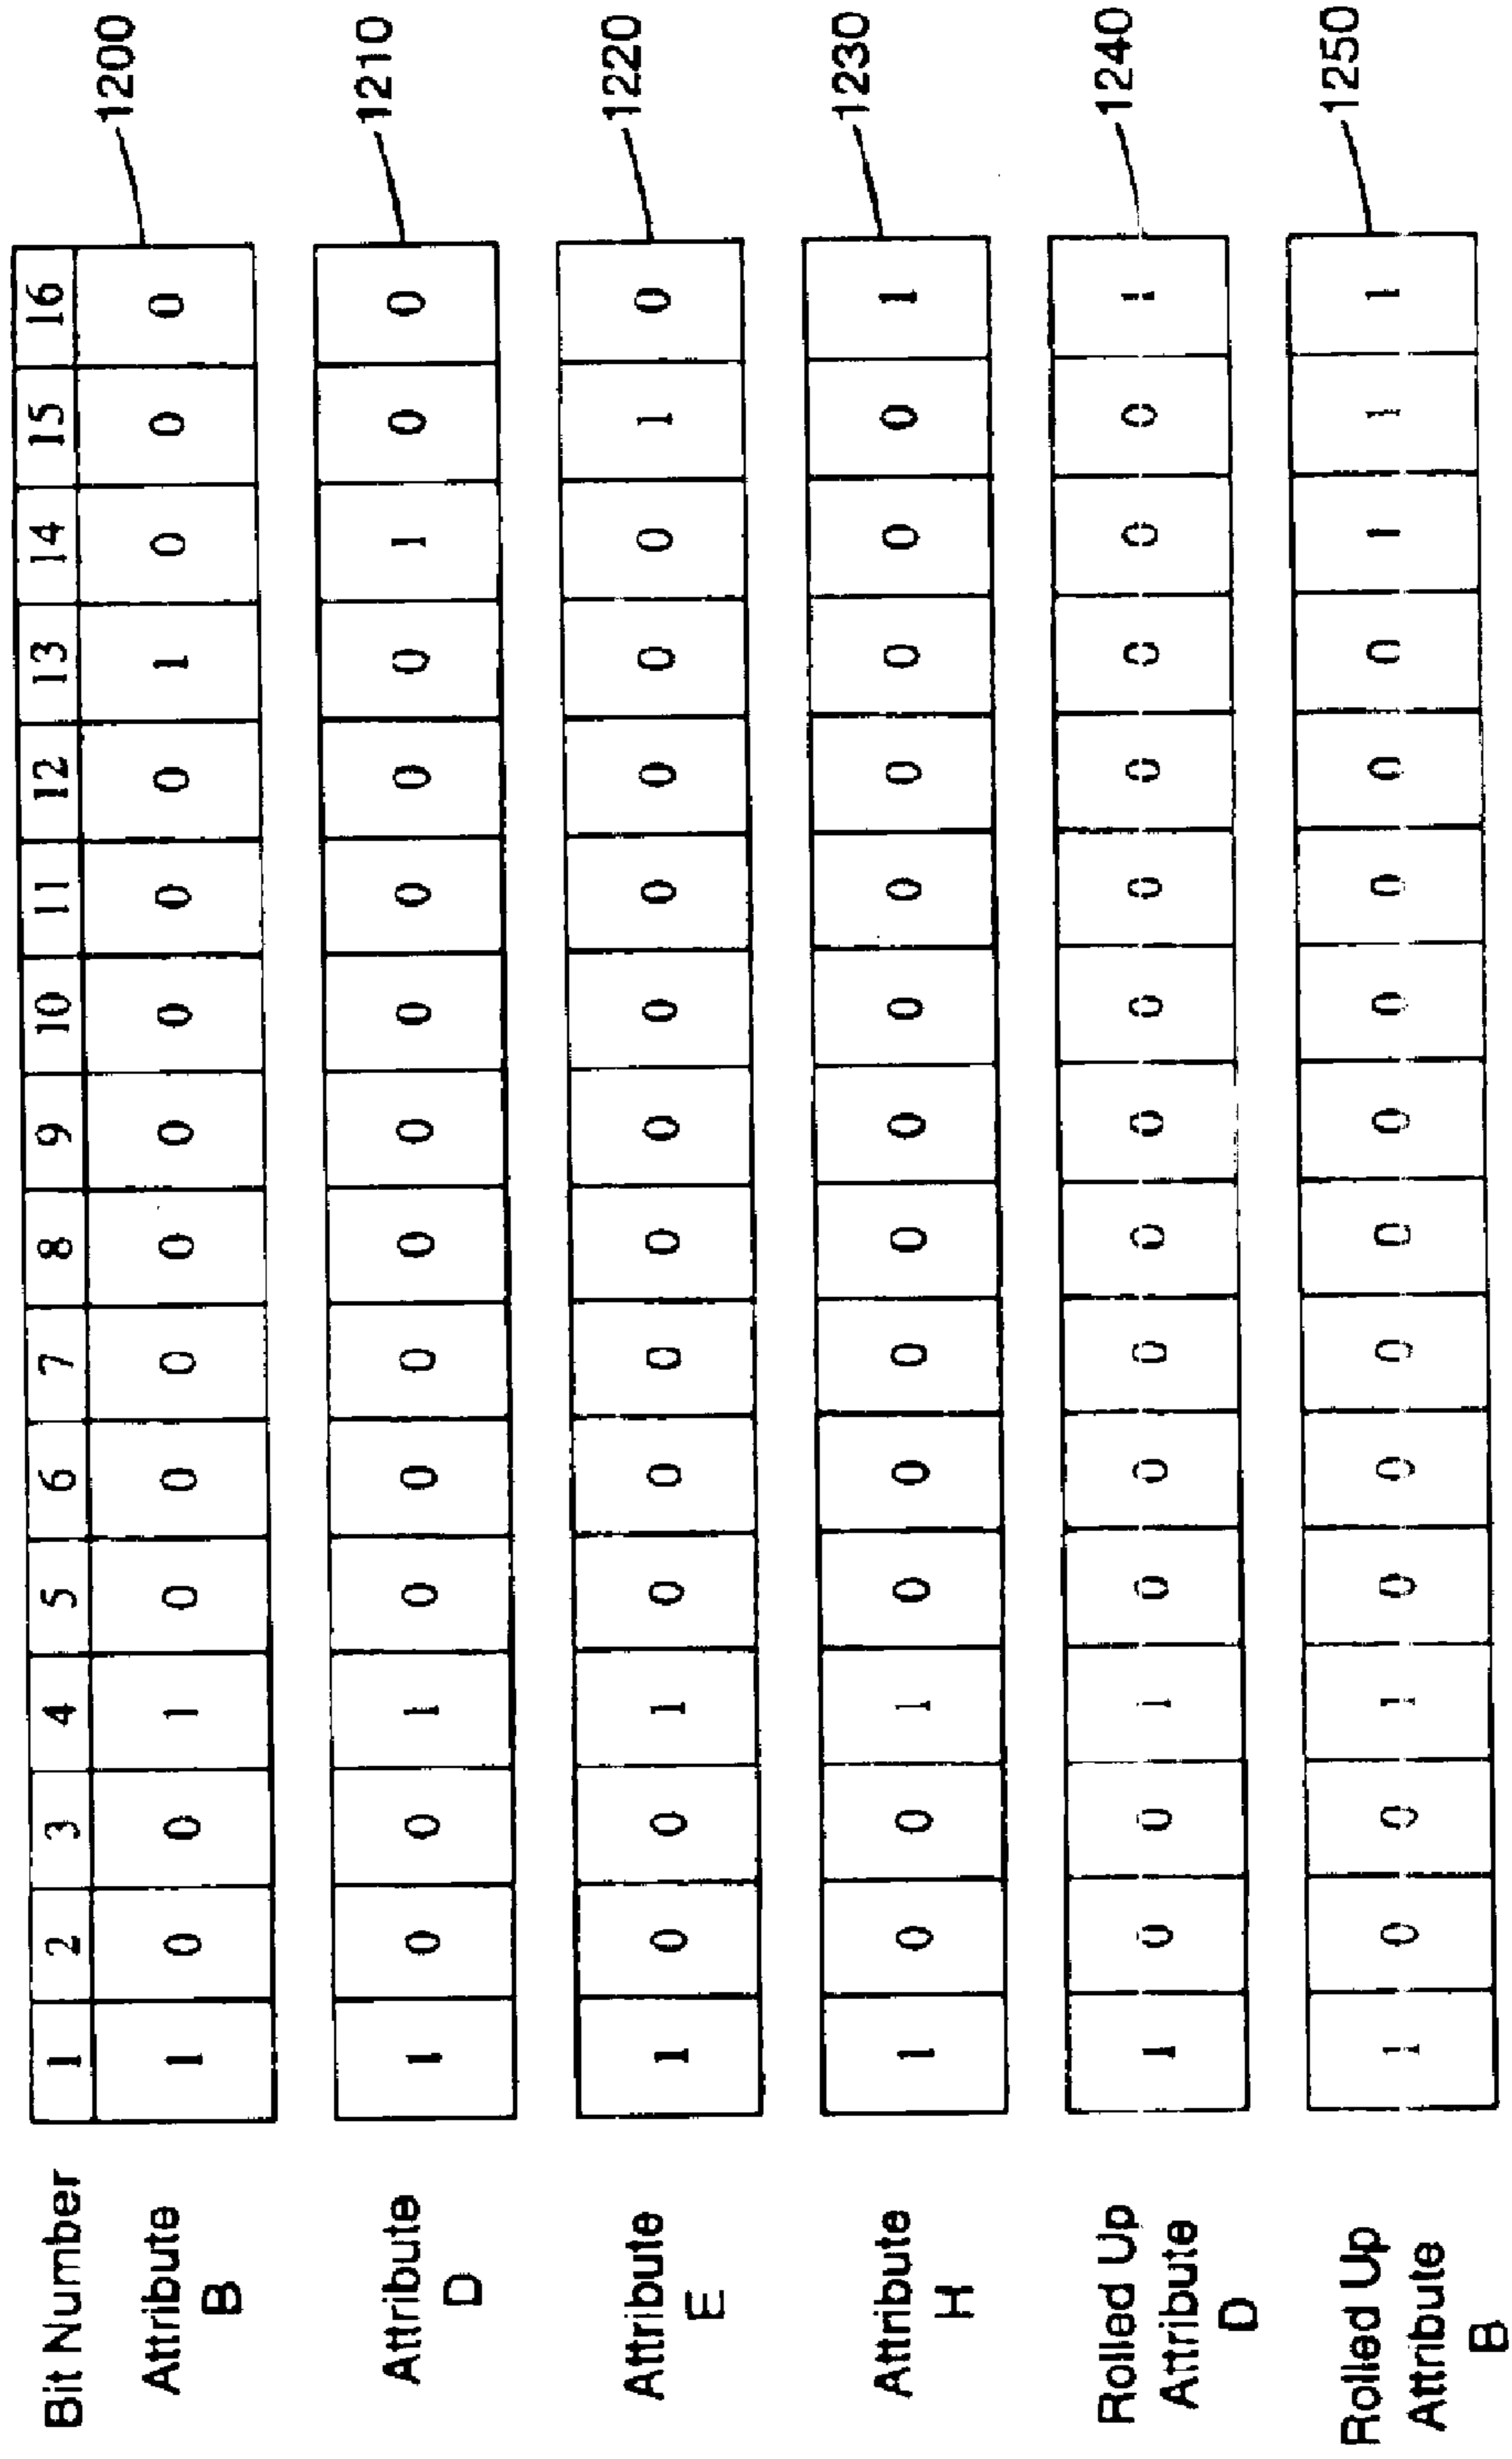 Bit Number 1 2 3 4 5 6 7 8 9 10 11 12 13 14 15 16
Attribute B 1 0 0 1 0 0 0 0 0 0 0 0 1 0 0 0 1200
Attribute D 1 0 0 1 0 0 0 0 0 0 0 0 0 1 0 0 1210
Attribute E 1 0 0 1 0 0 0 0 0 0 0 0 0 0 1 0 1220
Attribute H 1 0 0 1 0 0 0 0 0 0 0 0 0 0 0 1 1230
Rolled Up Attribute D 1 0 0 1 0 0 0 0 0 0 0 0 0 0 0 1 1240
Rolled Up Attribute B 1 0 0 1 0 0 0 0 0 0 0 0 0 1 1 1 1250